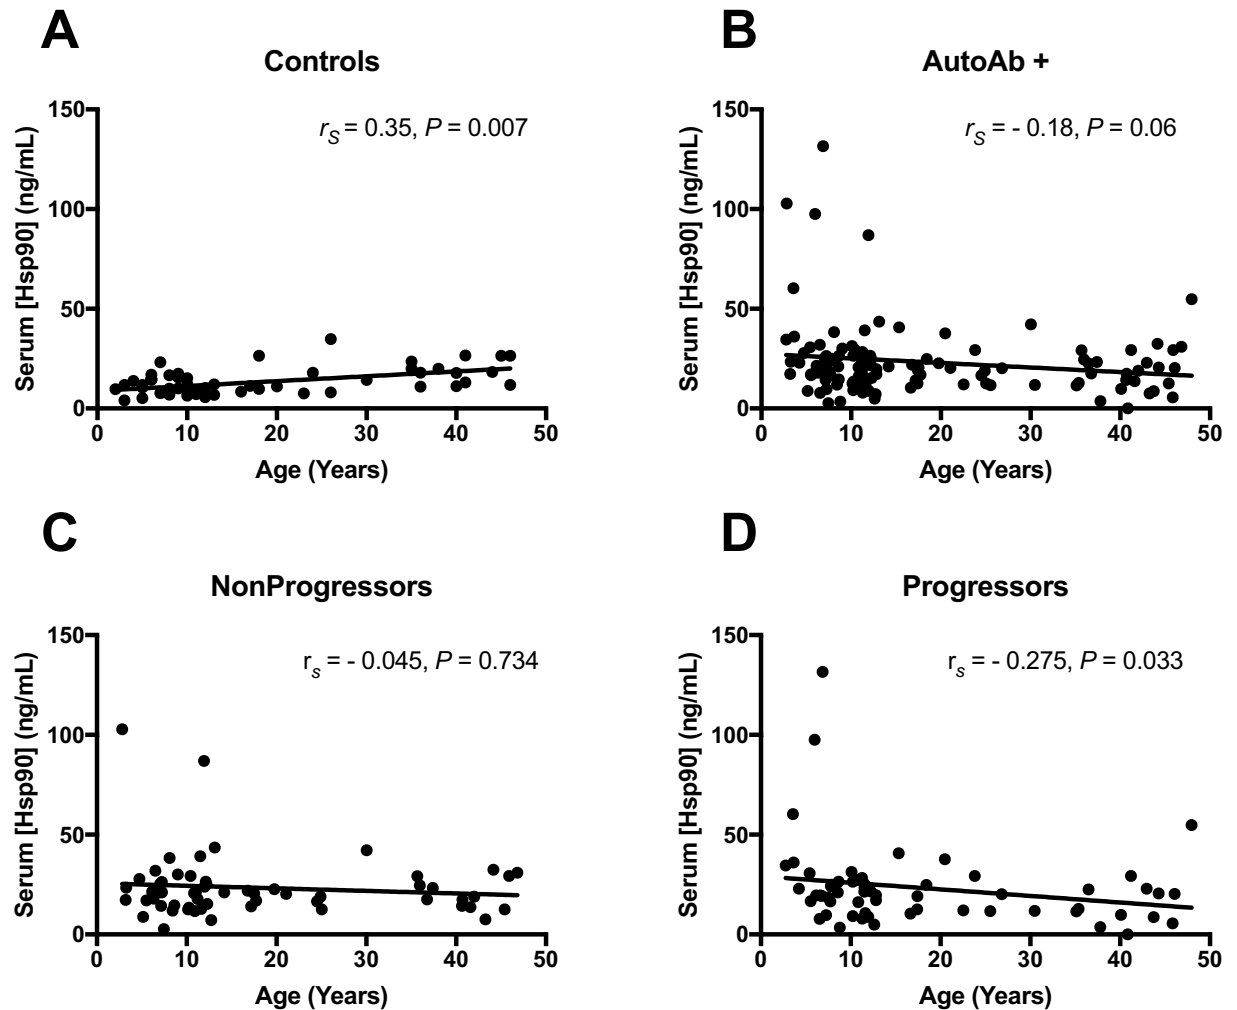 A
Controls
r_S = 0.35, P = 0.007
150
100
50
0
Serum [Hsp90] (ng/mL)
0 10 20 30 40 50
Age (Years)
B
AutoAb +
r_S = - 0.18, P = 0.06
150
100
50
0
Serum [Hsp90] (ng/mL)
0 10 20 30 40 50
Age (Years)
C
NonProgressors
r_s = - 0.045, P = 0.734
150
100
50
0
Serum [Hsp90] (ng/mL)
0 10 20 30 40 50
Age (Years)
D
Progressors
r_s = - 0.275, P = 0.033
150
100
50
0
Serum [Hsp90] (ng/mL)
0 10 20 30 40 50
Age (Years)